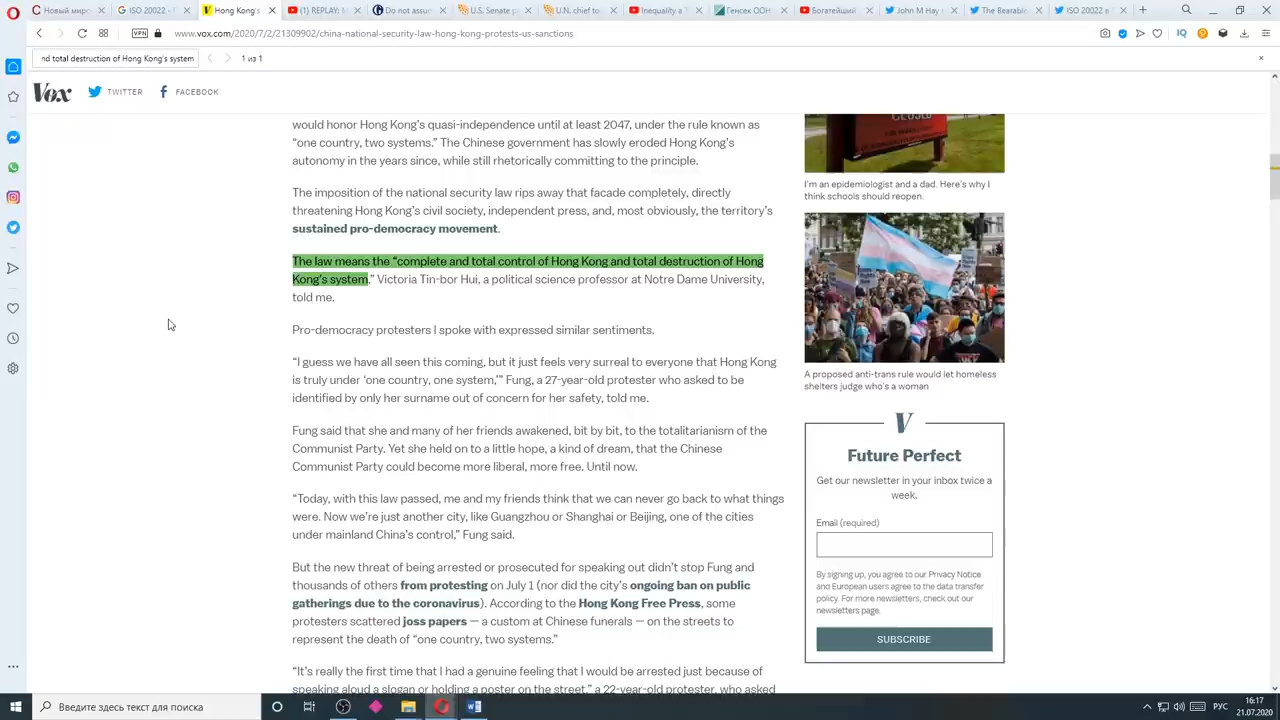 Новый миро
ISO 20022 –
Hong Kong's
(1) REPLAY: M
Do not assum
U.S. Senate p
U.N. chief to
Inequality a T
Генсек ООН
Богатейший
John M Hay
The Bearable
ISO 20022 в
VPN
www.vox.com/2020/7/2/21309902/china-national-security-law-hong-kong-protests-us-sanctions
nd total destruction of Hong Kong's system
1 из 1
Vox
TWITTER
FACEBOOK
would honor Hong Kong's quasi-independence until at least 2047, under the rule known as
“one country, two systems.” The Chinese government has slowly eroded Hong Kong's
autonomy in the years since, while still rhetorically committing to the principle.
The imposition of the national security law rips away that facade completely, directly
threatening Hong Kong's civil society, independent press, and, most obviously, the territory's
sustained pro-democracy movement.
The law means the “complete and total control of Hong Kong and total destruction of Hong
Kong's system.” Victoria Tin-bor Hui, a political science professor at Notre Dame University,
told me.
Pro-democracy protesters I spoke with expressed similar sentiments.
“I guess we have all seen this coming, but it just feels very surreal to everyone that Hong Kong
is truly under ‘one country, one system,’” Fung, a 27-year-old protester who asked to be
identified by only her surname out of concern for her safety, told me.
Fung said that she and many of her friends awakened, bit by bit, to the totalitarianism of the
Communist Party. Yet she held on to a little hope, a kind of dream, that the Chinese
Communist Party could become more liberal, more free. Until now.
“Today, with this law passed, me and my friends think that we can never go back to what things
were. Now we're just another city, like Guangzhou or Shanghai or Beijing, one of the cities
under mainland China's control,” Fung said.
But the new threat of being arrested or prosecuted for speaking out didn't stop Fung and
thousands of others from protesting on July 1 (nor did the city's ongoing ban on public
gatherings due to the coronavirus). According to the Hong Kong Free Press, some
protesters scattered joss papers — a custom at Chinese funerals — on the streets to
represent the death of “one country, two systems.”
“It's really the first time that I had a genuine feeling that I would be arrested just because of
speaking aloud a slogan or holding a poster on the street,” a 22-year-old protester, who asked
CLOSED
I'm an epidemiologist and a dad. Here's why I
think schools should reopen.
A proposed anti-trans rule would let homeless
shelters judge who's a woman
V
Future Perfect
Get our newsletter in your inbox twice a
week.
Email (required)
By signing up, you agree to our Privacy Notice
and European users agree to the data transfer
policy. For more newsletters, check out our
newsletters page.
SUBSCRIBE
Введите здесь текст для поиска
РУС
16:17
21.07.2020